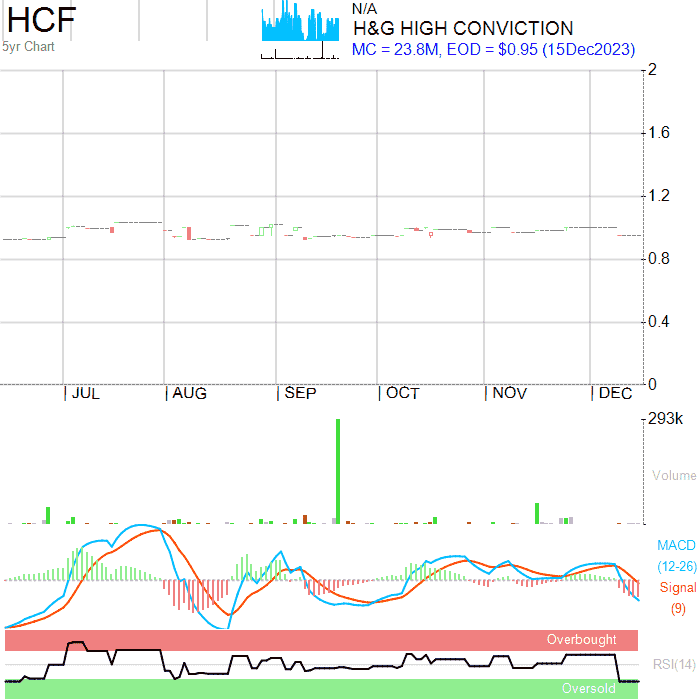 HCF
5yr Chart
N/A
H&G HIGH CONVICTION
MC = 23.8M, EOD = $0.95 (15Dec2023)
2
1.6
1.2
0.8
0.4
0
JUL AUG SEP OCT NOV DEC
293k
Volume
MACD
(12-26)
Signal
(9)
Overbought
RSI(14)
Oversold